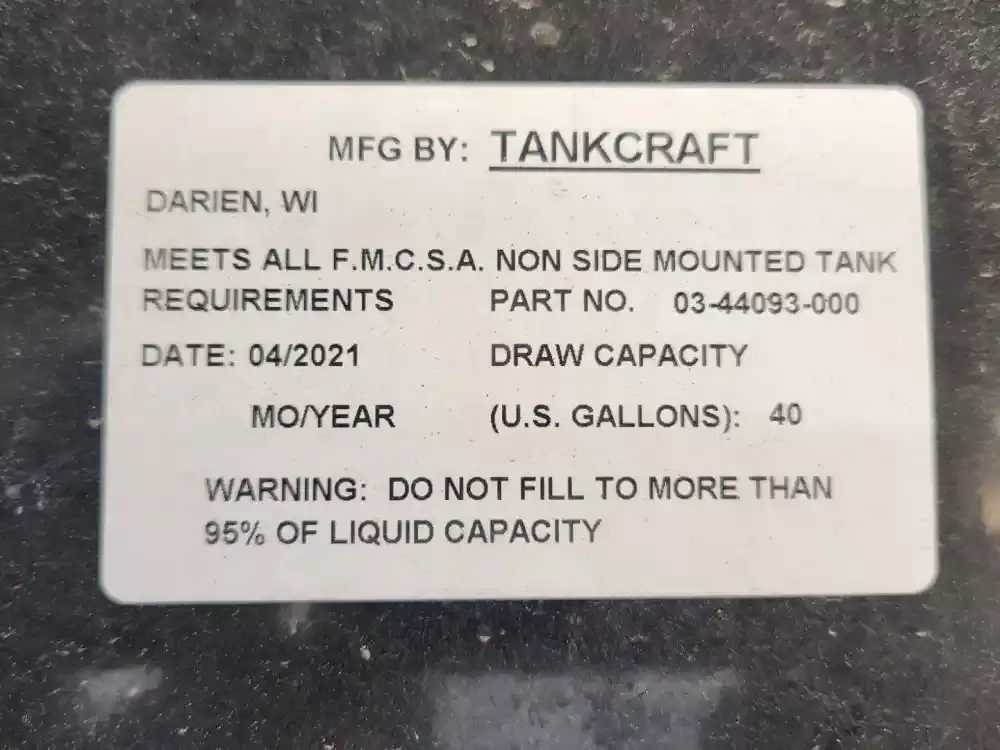 MFG BY: TANKCRAFT
DARIEN, WI
MEETS ALL F.M.C.S.A. NON SIDE MOUNTED TANK
REQUIREMENTS PART NO. 03-44093-000
DATE: 04/2021 DRAW CAPACITY
MO/YEAR (U.S. GALLONS): 40
WARNING: DO NOT FILL TO MORE THAN
95% OF LIQUID CAPACITY